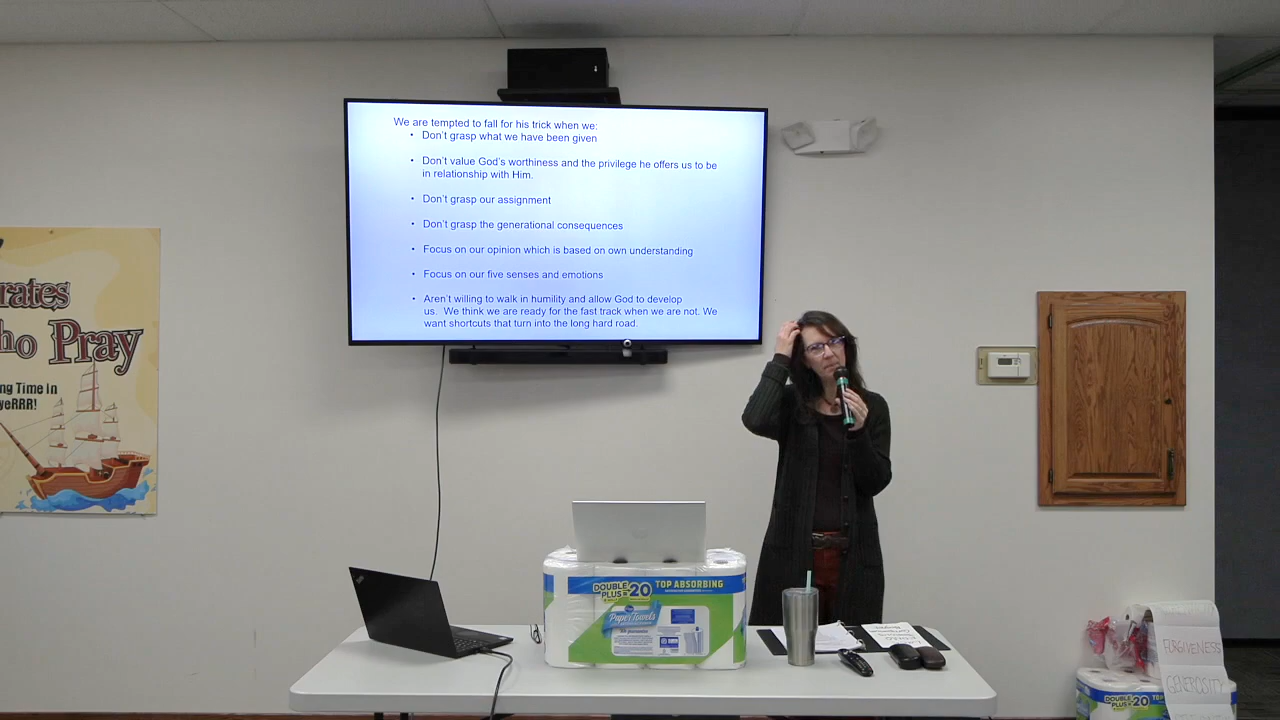 We are tempted to fall for his trick when we:
• Don't grasp what we have been given
• Don't value God's worthiness and the privilege he offers us to be
in relationship with Him.
• Don't grasp our assignment
• Don't grasp the generational consequences
• Focus on our opinion which is based on own understanding
• Focus on our five senses and emotions
• Aren't willing to walk in humility and allow God to develop
us. We think we are ready for the fast track when we are not. We
want shortcuts that turn into the long hard road.
rates
ho Pray
ng Time In
yeRRR!
DOUBLE PLUS = 20
TOP ABSORBING
Paper Towels
FORGIVENESS
GENEROSITY
DOUBLE PLUS = 20